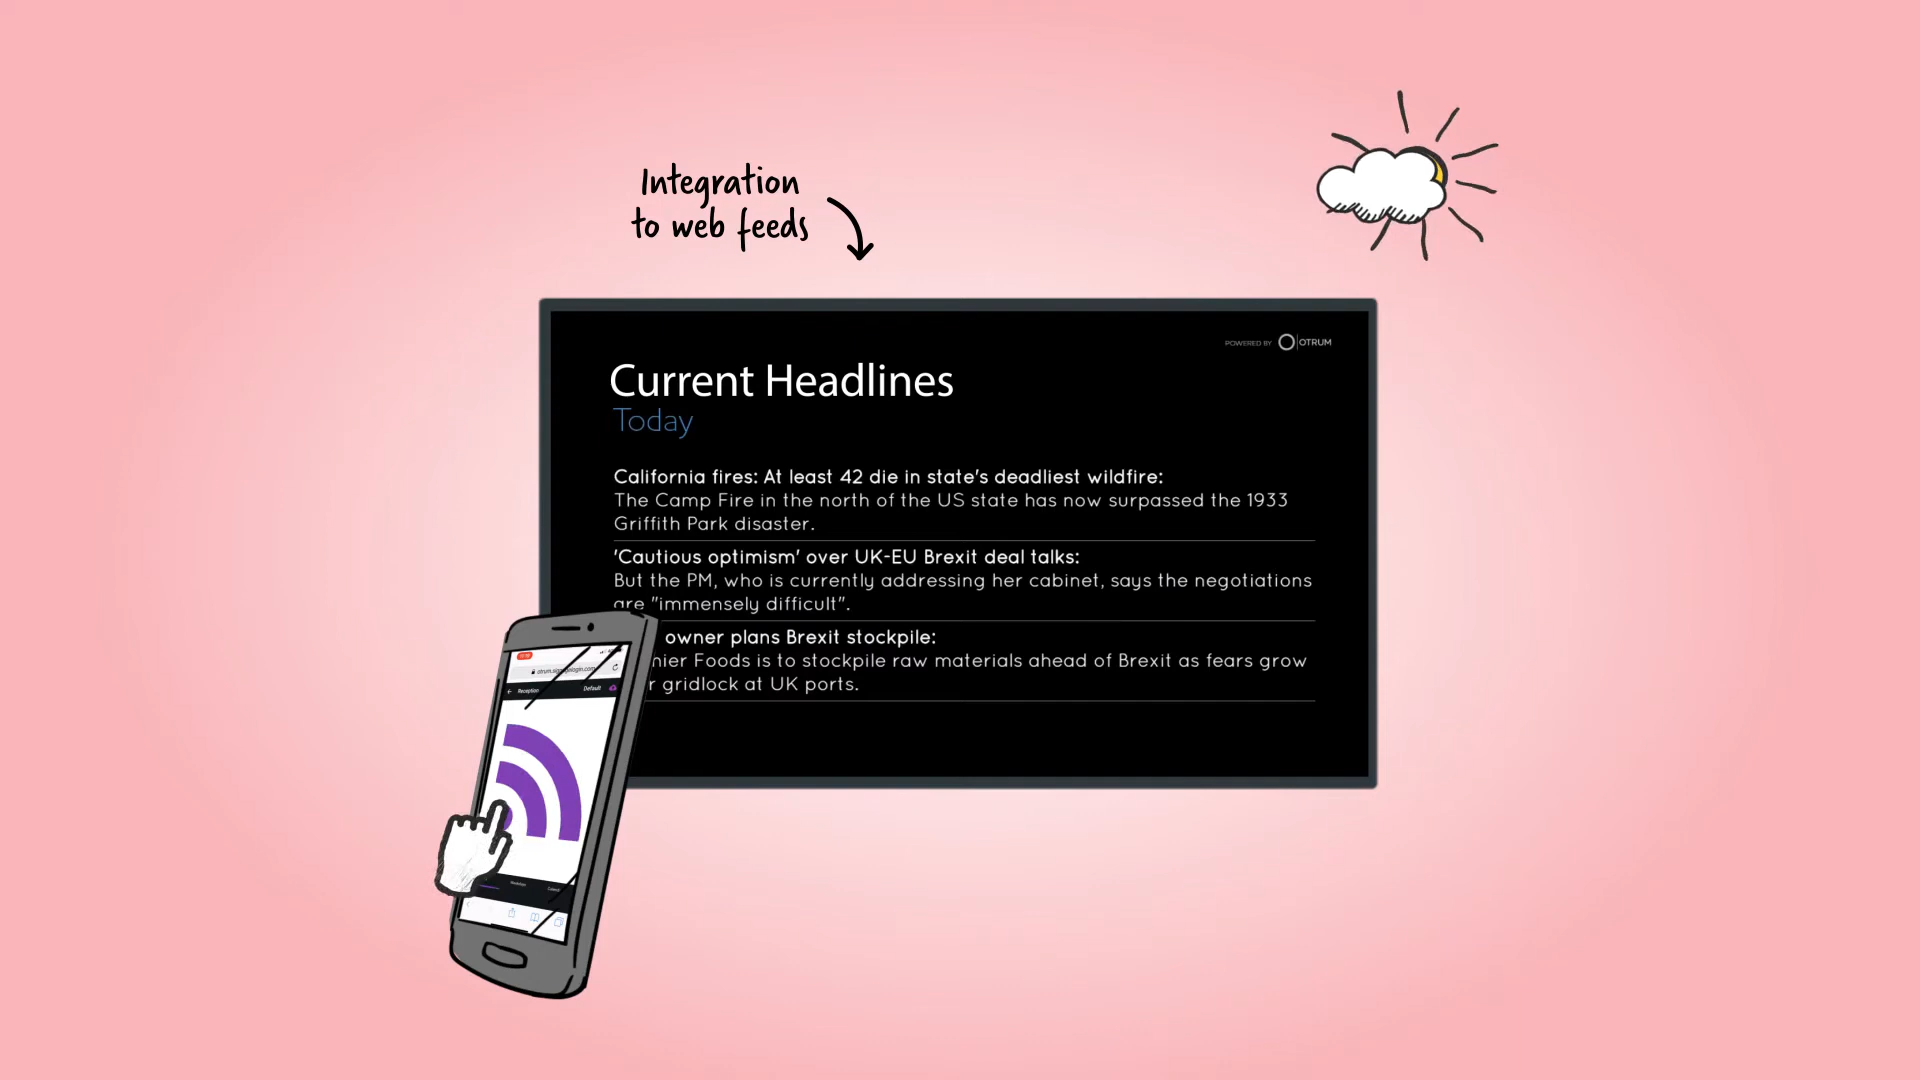 Integration
to web feeds
POWERED BY OTRUM
Current Headlines
Today
California fires: At least 42 die in state's deadliest wildfire:
The Camp Fire in the north of the US state has now surpassed the 1933
Griffith Park disaster.
'Cautious optimism' over UK-EU Brexit deal talks:
But the PM, who is currently addressing her cabinet, says the negotiations
are "immensely difficult".
owner plans Brexit stockpile:
Foods is to stockpile raw materials ahead of Brexit as fears grow
gridlock at UK ports.
Reception Default